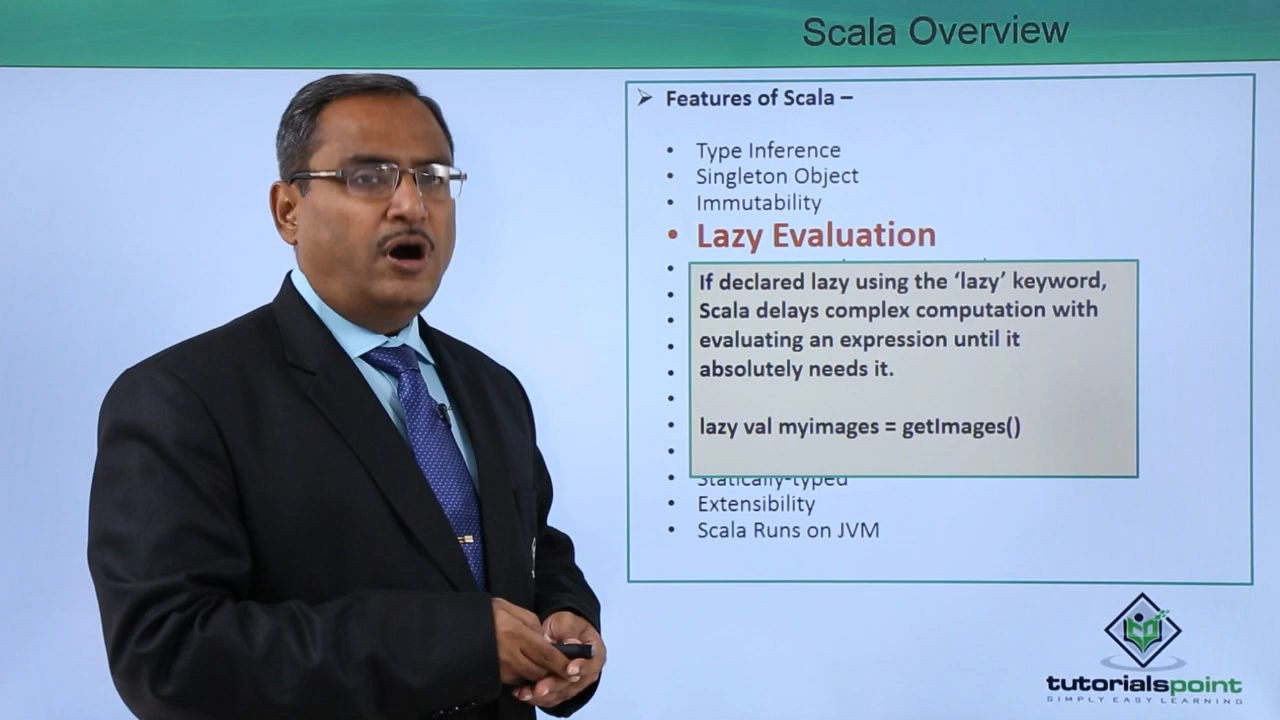 Scala Overview
➢ Features of Scala –
• Type Inference
• Singleton Object
• Immutability
• Lazy Evaluation
If declared lazy using the ‘lazy’ keyword,
Scala delays complex computation with
evaluating an expression until it
absolutely needs it.
lazy val myimages = getImages()
Statically-typed
• Extensibility
• Scala Runs on JVM
tutorialspoint
SIMPLY EASY LEARNING